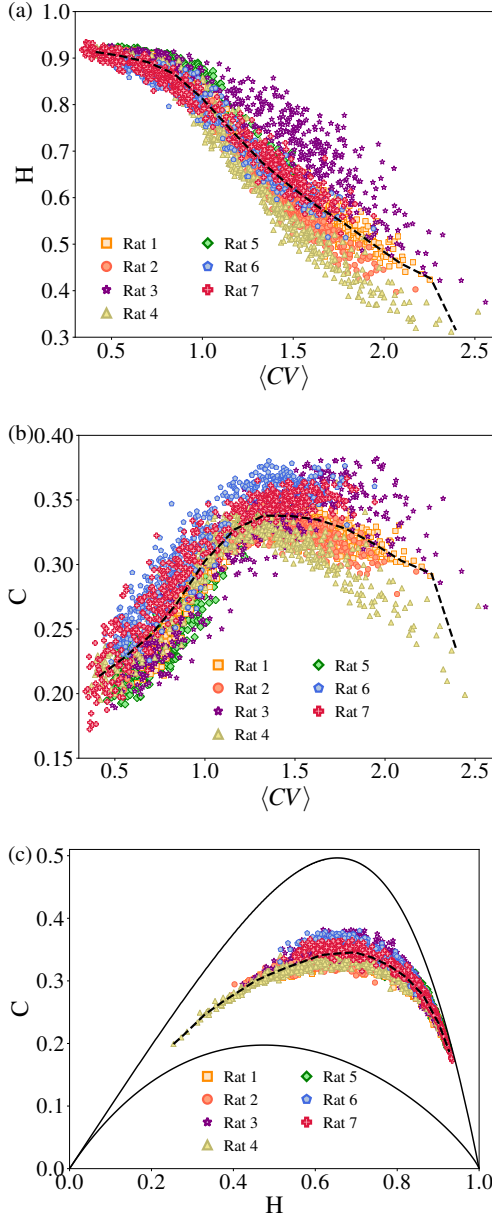 (a)
1.0
0.9
0.8
0.7
0.6
0.5
0.4
0.3
H
Rat 1
Rat 2
Rat 3
Rat 4
Rat 5
Rat 6
Rat 7
0.5 1.0 1.5 2.0 2.5
⟨CV⟩
(b)
0.40
0.35
0.30
0.25
0.20
0.15
C
Rat 1
Rat 2
Rat 3
Rat 4
Rat 5
Rat 6
Rat 7
0.5 1.0 1.5 2.0 2.5
⟨CV⟩
(c)
0.5
0.4
0.3
0.2
0.1
0.0
C
Rat 1
Rat 2
Rat 3
Rat 4
Rat 5
Rat 6
Rat 7
0.0 0.2 0.4 0.6 0.8 1.0
H